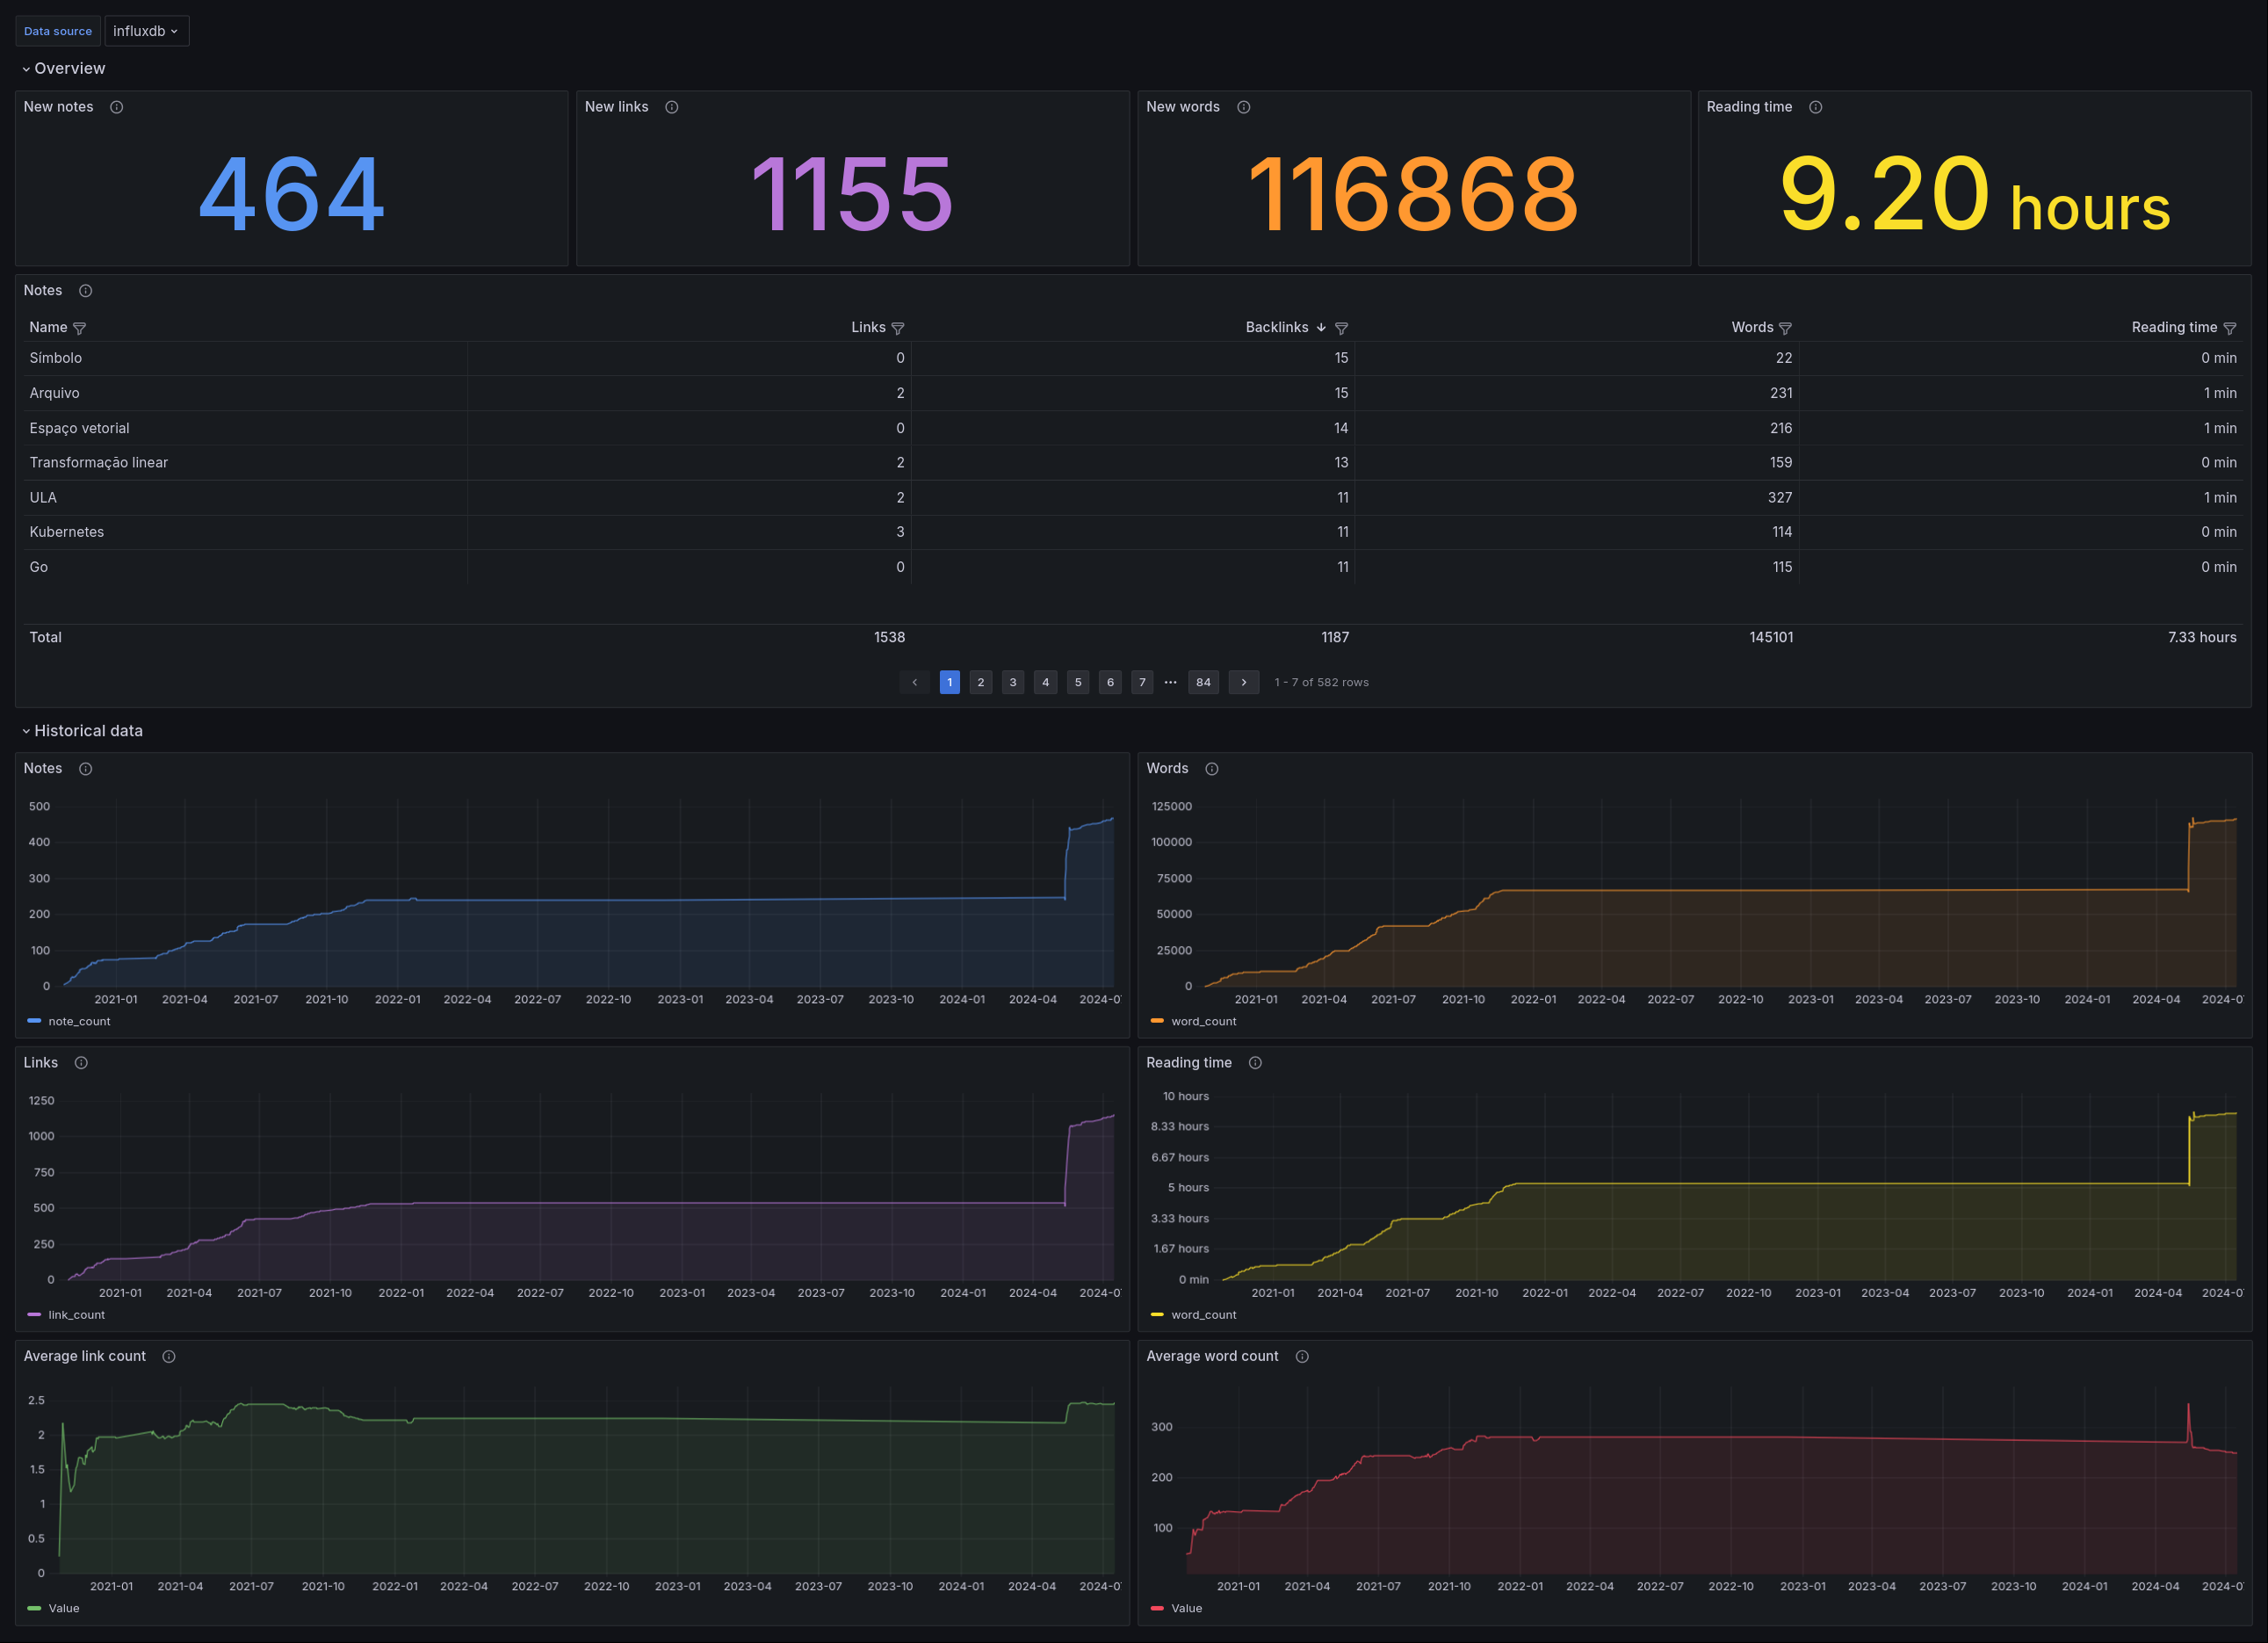 Data source influxdb
Overview
New notes New links New words Reading time
464 1155 116868 9.20 hours
Notes
Name Links Backlinks Words Reading time
Símbolo 0 15 22 0 min
Arquivo 2 15 231 1 min
Espaço vetorial 0 14 216 1 min
Transformação linear 2 13 159 0 min
ULA 2 11 327 1 min
Kubernetes 3 11 114 0 min
Go 0 11 115 0 min
Total 1538 1187 145101 7.33 hours
1 2 3 4 5 6 7 ... 84 1 - 7 of 582 rows
Historical data
Notes
500
400
300
200
100
0
2021-01 2021-04 2021-07 2021-10 2022-01 2022-04 2022-07 2022-10 2023-01 2023-04 2023-07 2023-10 2024-01 2024-04 2024-0
note_count
Words
125000
100000
75000
50000
25000
0
2021-01 2021-04 2021-07 2021-10 2022-01 2022-04 2022-07 2022-10 2023-01 2023-04 2023-07 2023-10 2024-01 2024-04 2024-0
word_count
Links
1250
1000
750
500
250
0
2021-01 2021-04 2021-07 2021-10 2022-01 2022-04 2022-07 2022-10 2023-01 2023-04 2023-07 2023-10 2024-01 2024-04 2024-0
link_count
Reading time
10 hours
8.33 hours
6.67 hours
5 hours
3.33 hours
1.67 hours
0 min
2021-01 2021-04 2021-07 2021-10 2022-01 2022-04 2022-07 2022-10 2023-01 2023-04 2023-07 2023-10 2024-01 2024-04 2024-0
word_count
Average link count
2.5
2
1.5
1
0.5
0
2021-01 2021-04 2021-07 2021-10 2022-01 2022-04 2022-07 2022-10 2023-01 2023-04 2023-07 2023-10 2024-01 2024-04 2024-0
Value
Average word count
300
200
100
2021-01 2021-04 2021-07 2021-10 2022-01 2022-04 2022-07 2022-10 2023-01 2023-04 2023-07 2023-10 2024-01 2024-04 2024-0
Value